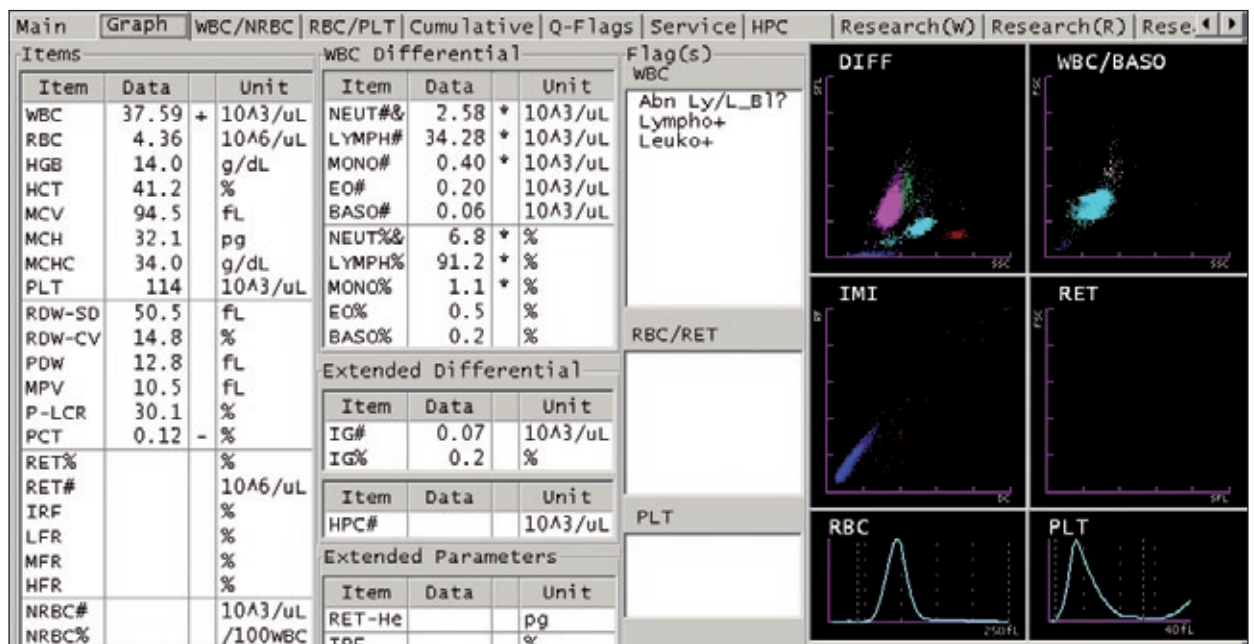 Main Graph WBC/NRBC RBC/PLT Cumulative Q-Flags Service HPC Research(W) Research(R) Rese.
Items
Item Data Unit
WBC 37.59 + 10^3/uL
RBC 4.36 10^6/uL
HGB 14.0 g/dL
HCT 41.2 %
MCV 94.5 fL
MCH 32.1 pg
MCHC 34.0 g/dL
PLT 114 10^3/uL
RDW-SD 50.5 fL
RDW-CV 14.8 %
PDW 12.8 fL
MPV 10.5 fL
P-LCR 30.1 %
PCT 0.12 - %
RET% %
RET# 10^6/uL
IRF %
LFR %
MFR %
HFR %
NRBC# 10^3/uL
NRBC% /100WBC
WBC Differential
Item Data Unit
NEUT#& 2.58 * 10^3/uL
LYMPH# 34.28 * 10^3/uL
MONO# 0.40 * 10^3/uL
EO# 0.20 10^3/uL
BASO# 0.06 10^3/uL
NEUT%& 6.8 * %
LYMPH% 91.2 * %
MONO% 1.1 * %
EO% 0.5 %
BASO% 0.2 %
Extended Differential
Item Data Unit
IG# 0.07 10^3/uL
IG% 0.2 %
Item Data Unit
HPC# 10^3/uL
Extended Parameters
Item Data Unit
RET-He pg
%
Flag(s)
WBC
Abn Ly/L_Bl?
Lympho+
Leuko+
RBC/RET
PLT
DIFF
SFL
SSC
WBC/BASO
FSC
SSC
IMI
RF
DC
RET
FSC
SFL
RBC
250fL
PLT
40fL